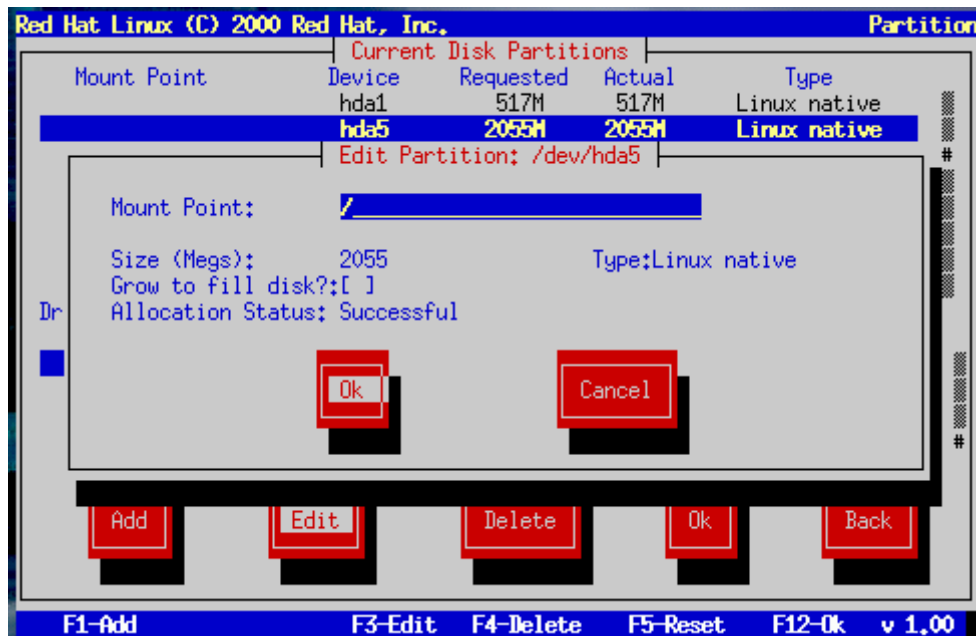 Red Hat Linux (C) 2000 Red Hat, Inc. Partition
Current Disk Partitions
Mount Point Device Requested Actual Type
hda1 517M 517M Linux native
hda5 2055M 2055M Linux native
#
Edit Partition: /dev/hda5
Mount Point: /
Size (Megs): 2055 Type:Linux native
Grow to fill disk?:[ ]
Dr Allocation Status: Successful
Ok Cancel
#
Add Edit Delete Ok Back
F1-Add F3-Edit F4-Delete F5-Reset F12-Ok v 1.00